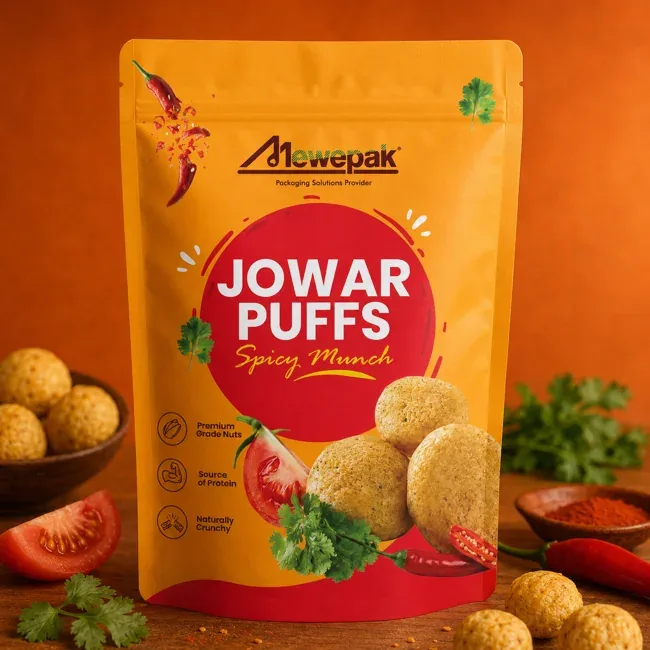 Mewepak®
Packaging Solutions Provider
JOWAR
PUFFS
Spicy Munch
Premium
Grade Nuts
Source
of Protein
Naturally
Crunchy